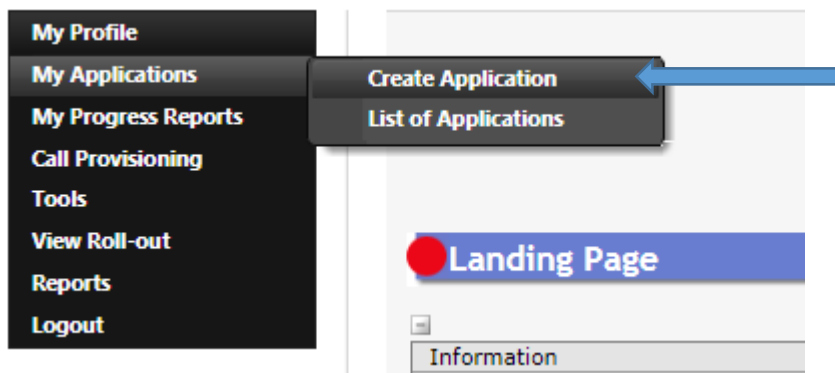 My Profile
My Applications
Create Application
My Progress Reports
List of Applications
Call Provisioning
Tools
View Roll-out
Reports
Logout
Landing Page
Information